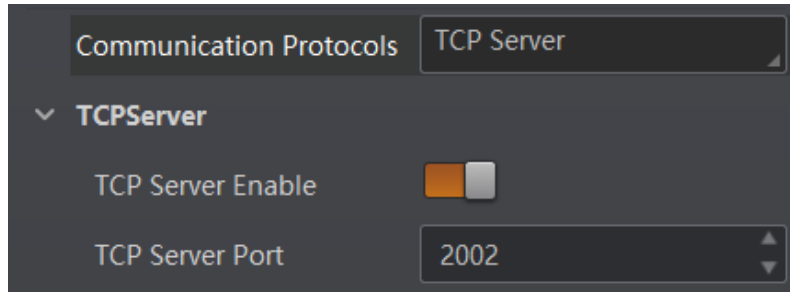 Communication Protocols TCP Server
TCPServer
TCP Server Enable
TCP Server Port 2002